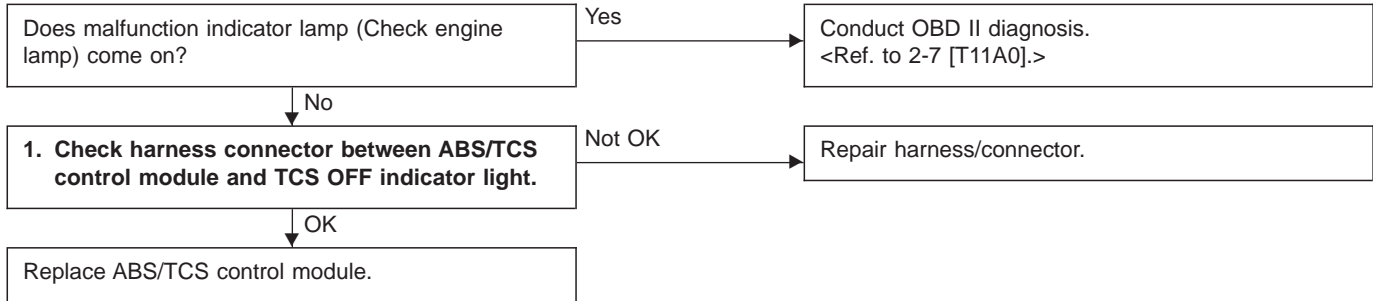 Does malfunction indicator lamp (Check engine
lamp) come on?
Yes
Conduct OBD II diagnosis.
<Ref. to 2-7 [T11A0].>
No
1. Check harness connector between ABS/TCS
control module and TCS OFF indicator light.
Not OK
Repair harness/connector.
OK
Replace ABS/TCS control module.